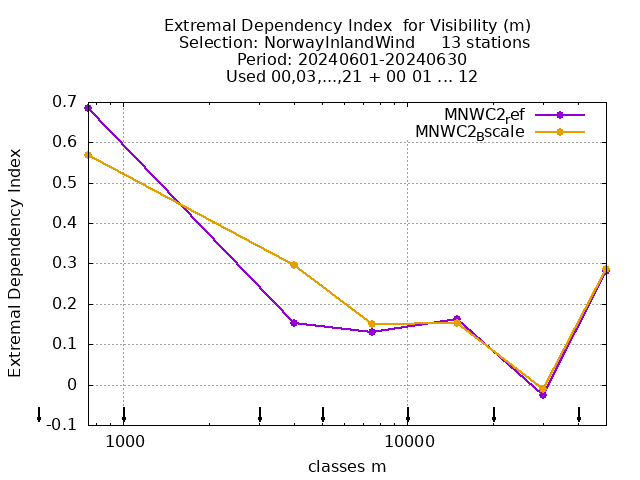 Extremal Dependency Index  for Visibility (m)
Selection: NorwayInlandWind     13 stations
Period: 20240601-20240630
Used 00,03,...,21 + 00 01 ... 12
MNWC2ref
MNWC2Bscale
Extremal Dependency Index
0.7
0.6
0.5
0.4
0.3
0.2
0.1
0
-0.1
1000
10000
classes m